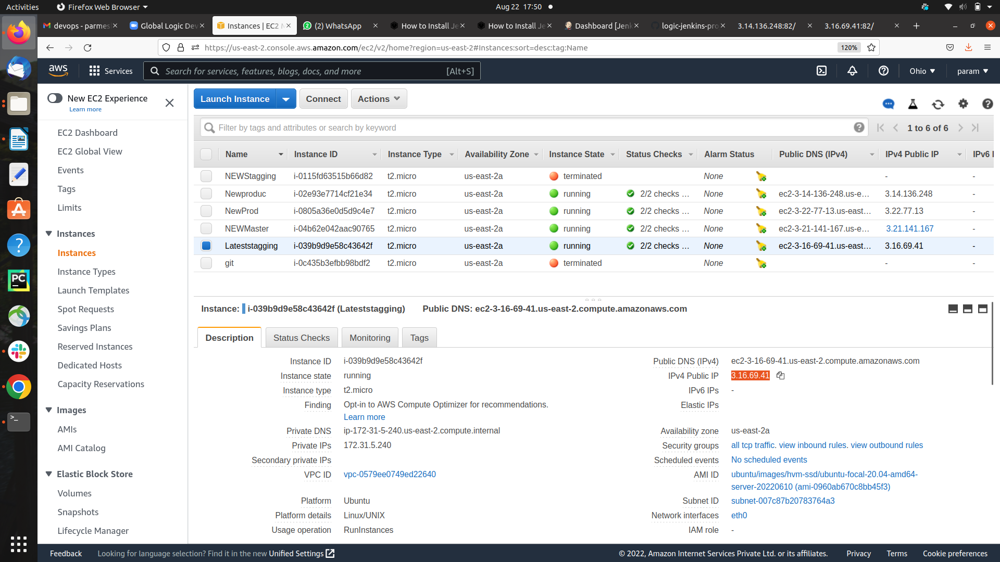 Activities
Firefox Web Browser
Aug 22 17:50
devops - parmes
Global Logic Dev
Instances | EC2 M
(2) WhatsApp
How to Install Je
How to Install Je
Dashboard [Jenk
logic-jenkins-pro
3.14.136.248:82/
3.16.69.41:82/
https://us-east-2.console.aws.amazon.com/ec2/v2/home?region=us-east-2#Instances:sort=desc:tag:Name
120%
aws
Services
Search for services, features, blogs, docs, and more
[Alt+S]
Ohio
param
New EC2 Experience
Learn more
EC2 Dashboard
EC2 Global View
Events
Tags
Limits
Instances
Instances
Instance Types
Launch Templates
Spot Requests
Savings Plans
Reserved Instances
Dedicated Hosts
Capacity Reservations
Images
AMIs
AMI Catalog
Elastic Block Store
Volumes
Snapshots
Lifecycle Manager
Launch Instance
Connect
Actions
Filter by tags and attributes or search by keyword
1 to 6 of 6
Name Instance ID Instance Type Availability Zone Instance State Status Checks Alarm Status Public DNS (IPv4) IPv4 Public IP IPv6 I
NEWStagging i-0115fd63515b66d82 t2.micro us-east-2a terminated None - -
Newproduc i-02e93e7714cf21e34 t2.micro us-east-2a running 2/2 checks ... None ec2-3-14-136-248.us-e... 3.14.136.248 -
NewProd i-0805a36e0d5d9c4e7 t2.micro us-east-2a running 2/2 checks ... None ec2-3-22-77-13.us-east... 3.22.77.13 -
NEWMaster i-04b62e042aac90765 t2.micro us-east-2a running 2/2 checks ... None ec2-3-21-141-167.us-e... 3.21.141.167 -
Lateststagging i-039b9d9e58c43642f t2.micro us-east-2a running 2/2 checks ... None ec2-3-16-69-41.us-east... 3.16.69.41 -
git i-0c435b3efbb98bdf2 t2.micro us-east-2a terminated None - -
Instance: i-039b9d9e58c43642f (Lateststagging) Public DNS: ec2-3-16-69-41.us-east-2.compute.amazonaws.com
Description
Status Checks
Monitoring
Tags
Instance ID i-039b9d9e58c43642f
Instance state running
Instance type t2.micro
Finding Opt-in to AWS Compute Optimizer for recommendations.
Learn more
Private DNS ip-172-31-5-240.us-east-2.compute.internal
Private IPs 172.31.5.240
Secondary private IPs
VPC ID vpc-0579ee0749ed22640
Platform Ubuntu
Platform details Linux/UNIX
Usage operation RunInstances
Public DNS (IPv4) ec2-3-16-69-41.us-east-2.compute.amazonaws.com
IPv4 Public IP 3.16.69.41
IPv6 IPs -
Elastic IPs
Availability zone us-east-2a
Security groups all tcp traffic. view inbound rules. view outbound rules
Scheduled events No scheduled events
AMI ID ubuntu/images/hvm-ssd/ubuntu-focal-20.04-amd64-
server-20220610 (ami-0960ab670c8bb45f3)
Subnet ID subnet-007c87b20783764a3
Network interfaces eth0
IAM role -
Feedback
Looking for language selection? Find it in the new Unified Settings
© 2022, Amazon Internet Services Private Ltd. or its affiliates.
Privacy
Terms
Cookie preferences
PC